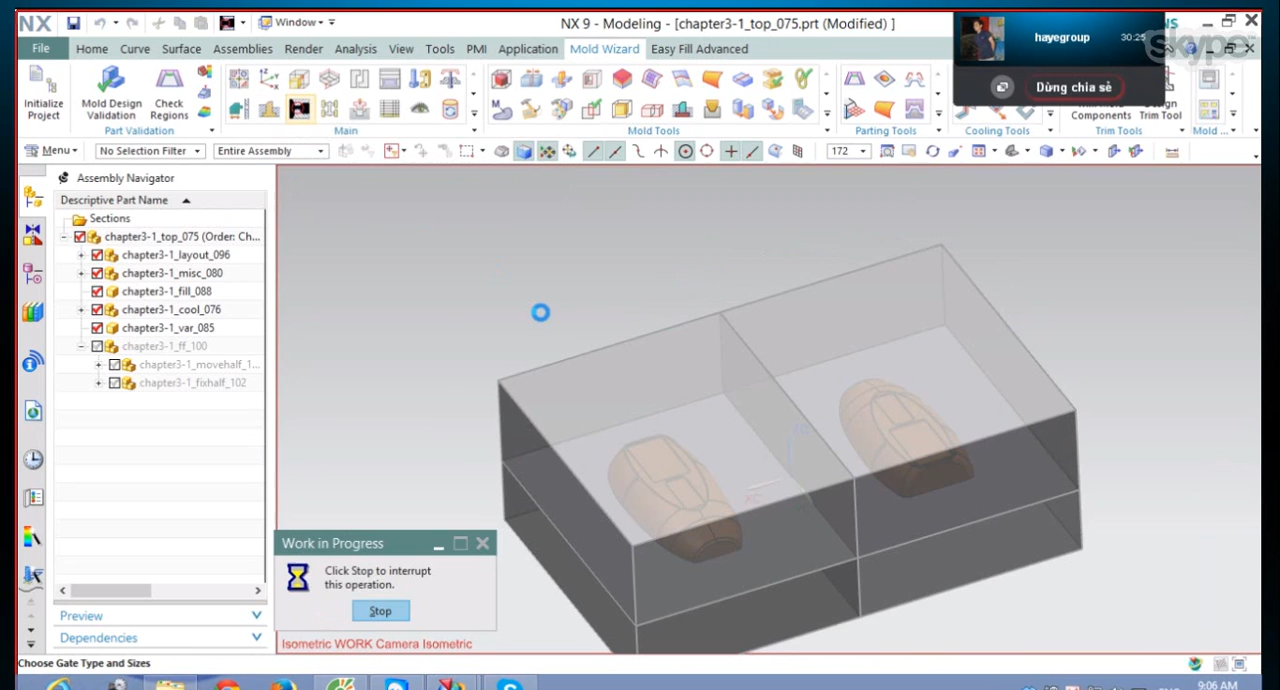 NX Window NX 9 - Modeling - [chapter3-1_top_075.prt (Modified) ]
hayegroup 30:25
skype
Dừng chia sẻ
File Home Curve Surface Assemblies Render Analysis View Tools PMI Application Mold Wizard Easy Fill Advanced
Initialize Project
Mold Design Validation
Check Regions
Components
Trim Tool
Part Validation Main Mold Tools Parting Tools Cooling Tools Trim Tools Mold ...
Menu No Selection Filter Entire Assembly 172
Assembly Navigator
Descriptive Part Name
Sections
chapter3-1_top_075 (Order: Ch...
chapter3-1_layout_096
chapter3-1_misc_080
chapter3-1_fill_088
chapter3-1_cool_076
chapter3-1_var_085
chapter3-1_ff_100
chapter3-1_movehalf_1...
chapter3-1_fixhalf_102
Preview
Dependencies
Work in Progress
Click Stop to interrupt
this operation.
Stop
Isometric WORK Camera Isometric
Choose Gate Type and Sizes
9:06 AM